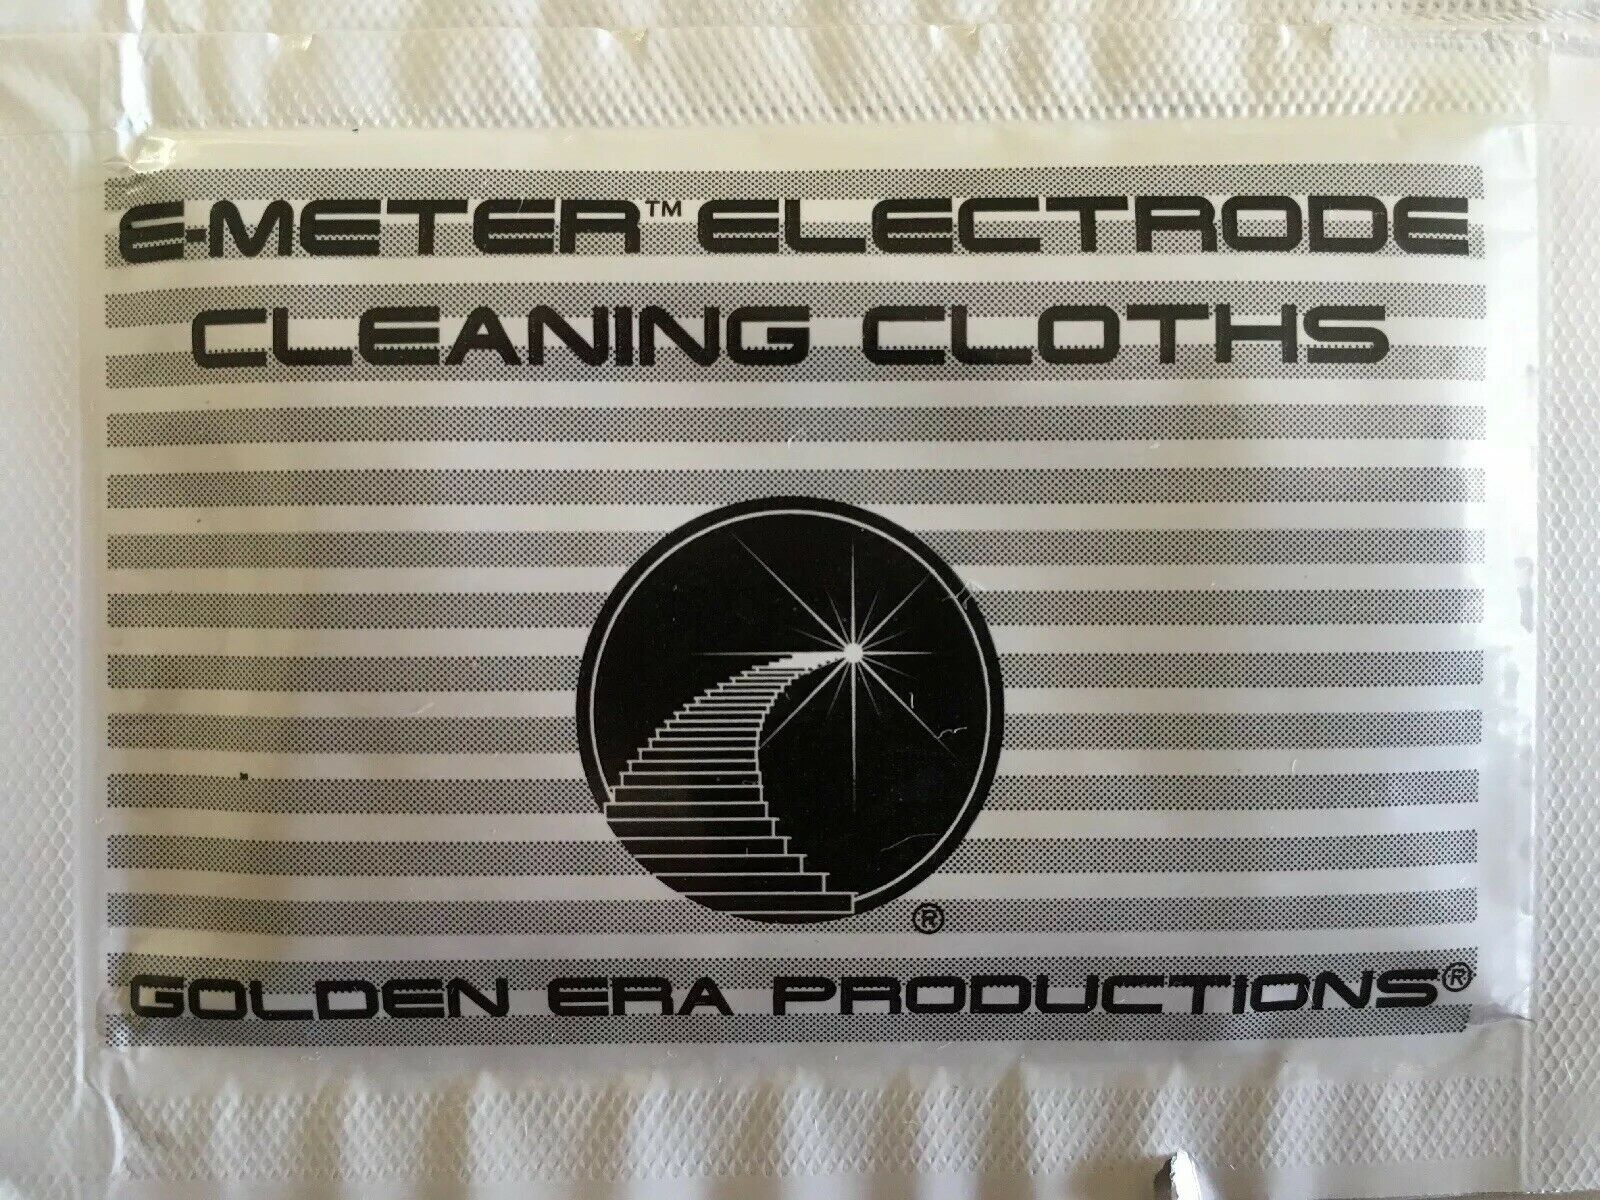 E-METER™ ELECTRODE
CLEANING CLOTHS
®
GOLDEN ERA PRODUCTIONS®